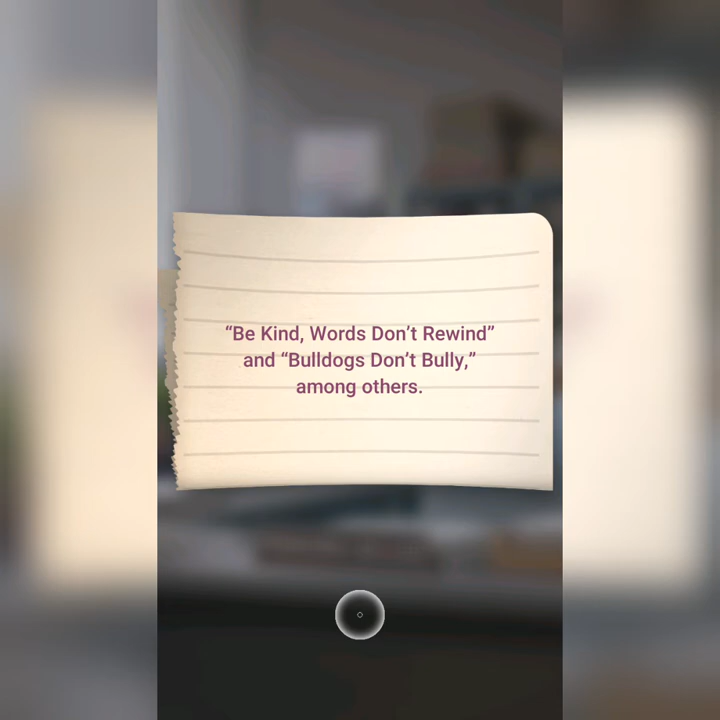 “Be Kind, Words Don’t Rewind”
and “Bulldogs Don’t Bully,”
among others.